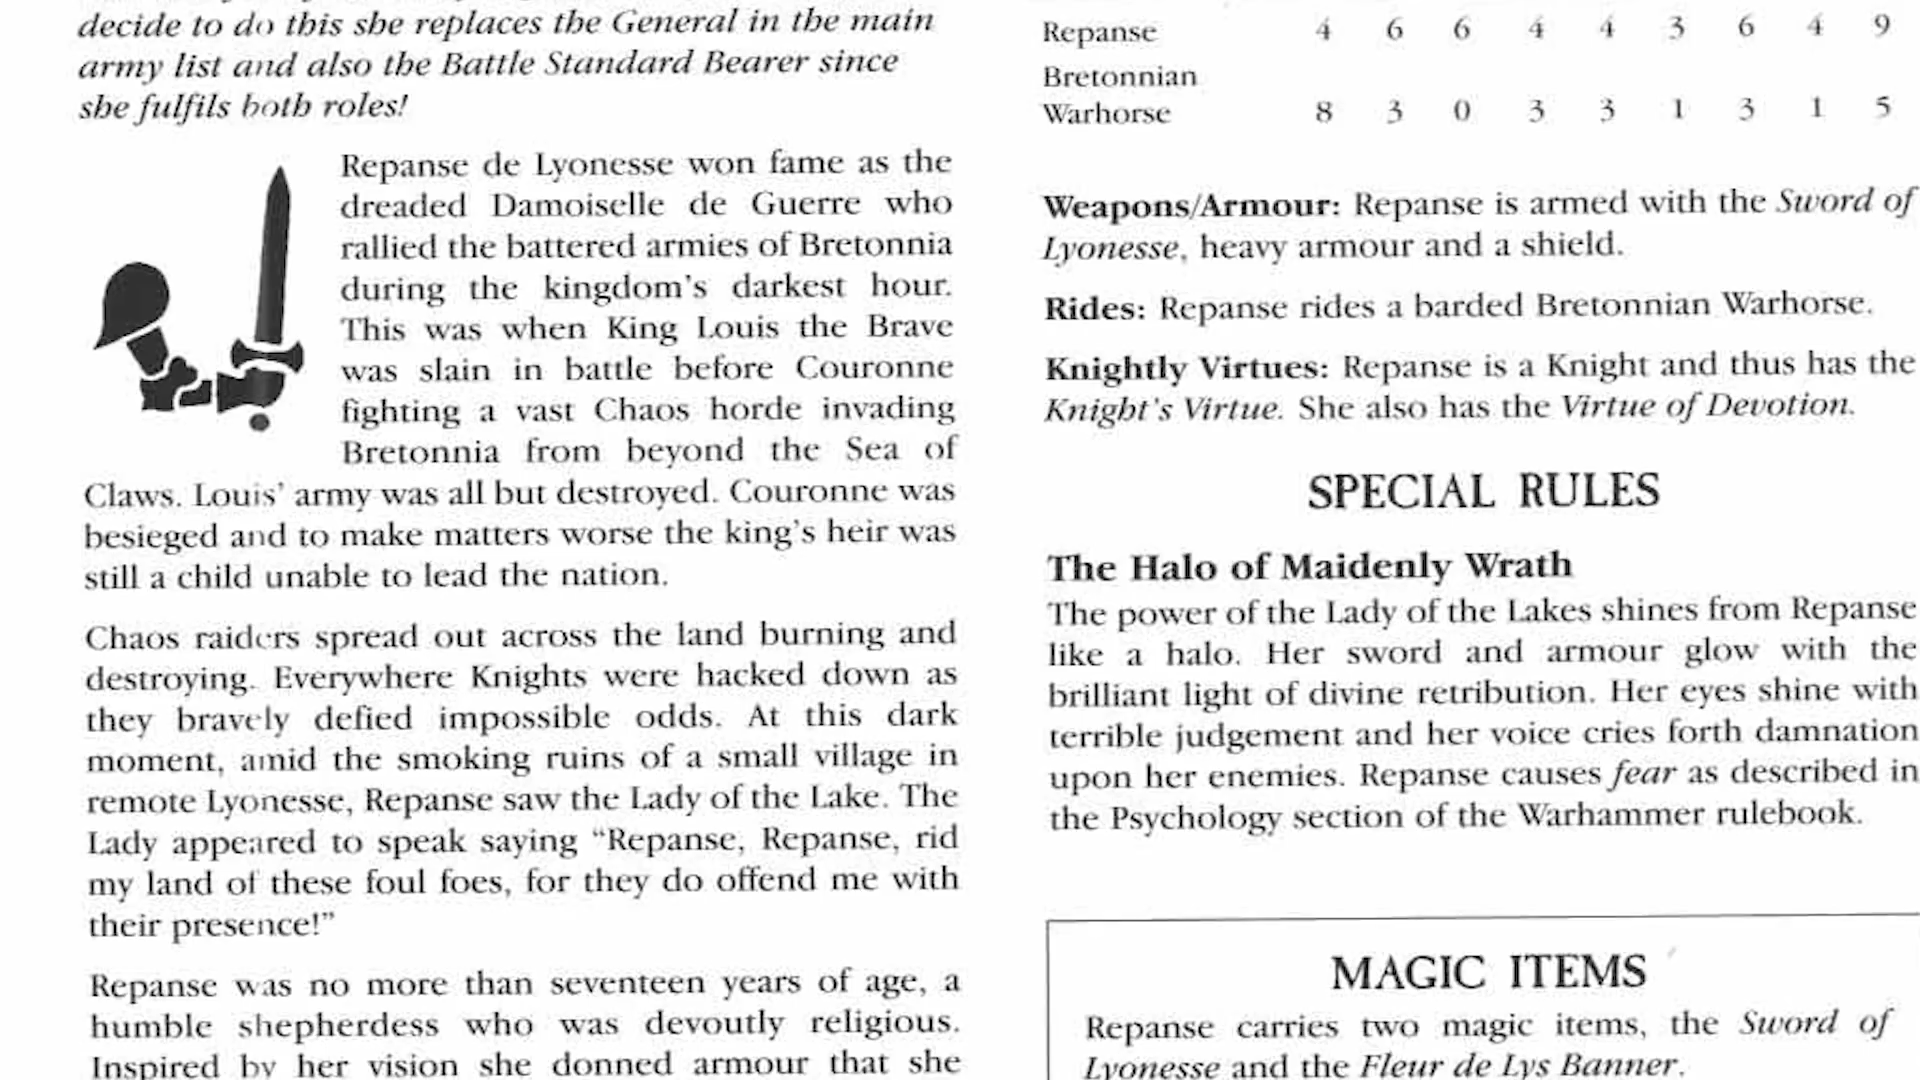 decide to do this she replaces the General in the main
army list and also the Battle Standard Bearer since
she fulfils both roles!
Repanse de Lyonesse won fame as the
dreaded Damoiselle de Guerre who
rallied the battered armies of Bretonnia
during the kingdom's darkest hour.
This was when King Louis the Brave
was slain in battle before Couronne
fighting a vast Chaos horde invading
Bretonnia from beyond the Sea of
Claws. Louis' army was all but destroyed. Couronne was
besieged and to make matters worse the king's heir was
still a child unable to lead the nation.
Chaos raiders spread out across the land burning and
destroying. Everywhere Knights were hacked down as
they bravely defied impossible odds. At this dark
moment, amid the smoking ruins of a small village in
remote Lyonesse, Repanse saw the Lady of the Lake. The
Lady appeared to speak saying “Repanse, Repanse, rid
my land of these foul foes, for they do offend me with
their presence!”
Repanse was no more than seventeen years of age, a
humble shepherdess who was devoutly religious.
Inspired by her vision she donned armour that she
Repanse 4 6 6 4 4 3 6 4 9
Bretonnian
Warhorse 8 3 0 3 3 1 3 1 5
Weapons/Armour: Repanse is armed with the Sword of
Lyonesse, heavy armour and a shield.
Rides: Repanse rides a barded Bretonnian Warhorse.
Knightly Virtues: Repanse is a Knight and thus has the
Knight's Virtue. She also has the Virtue of Devotion.
SPECIAL RULES
The Halo of Maidenly Wrath
The power of the Lady of the Lakes shines from Repanse
like a halo. Her sword and armour glow with the
brilliant light of divine retribution. Her eyes shine with
terrible judgement and her voice cries forth damnation
upon her enemies. Repanse causes fear as described in
the Psychology section of the Warhammer rulebook.
MAGIC ITEMS
Repanse carries two magic items, the Sword of
Lyonesse and the Fleur de Lys Banner.